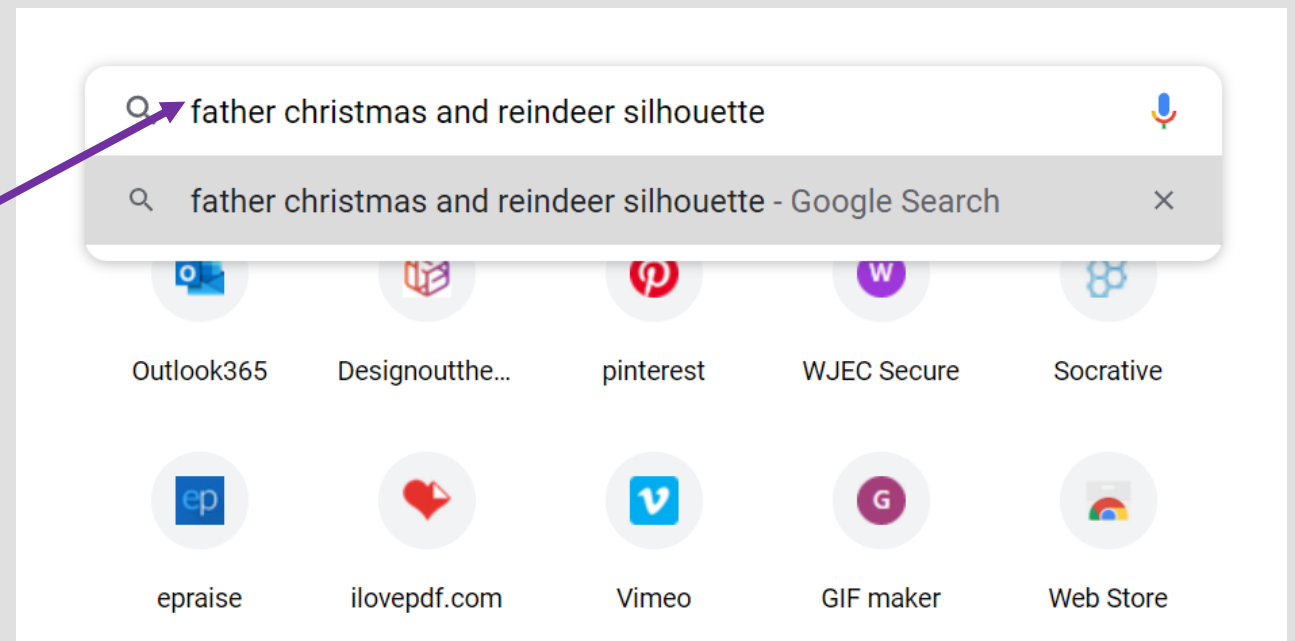 father christmas and reindeer silhouette
father christmas and reindeer silhouette - Google Search
o W
Outlook365 Designoutthe... pinterest WJEC Secure Socrative
ep G
epraise ilovepdf.com Vimeo GIF maker Web Store